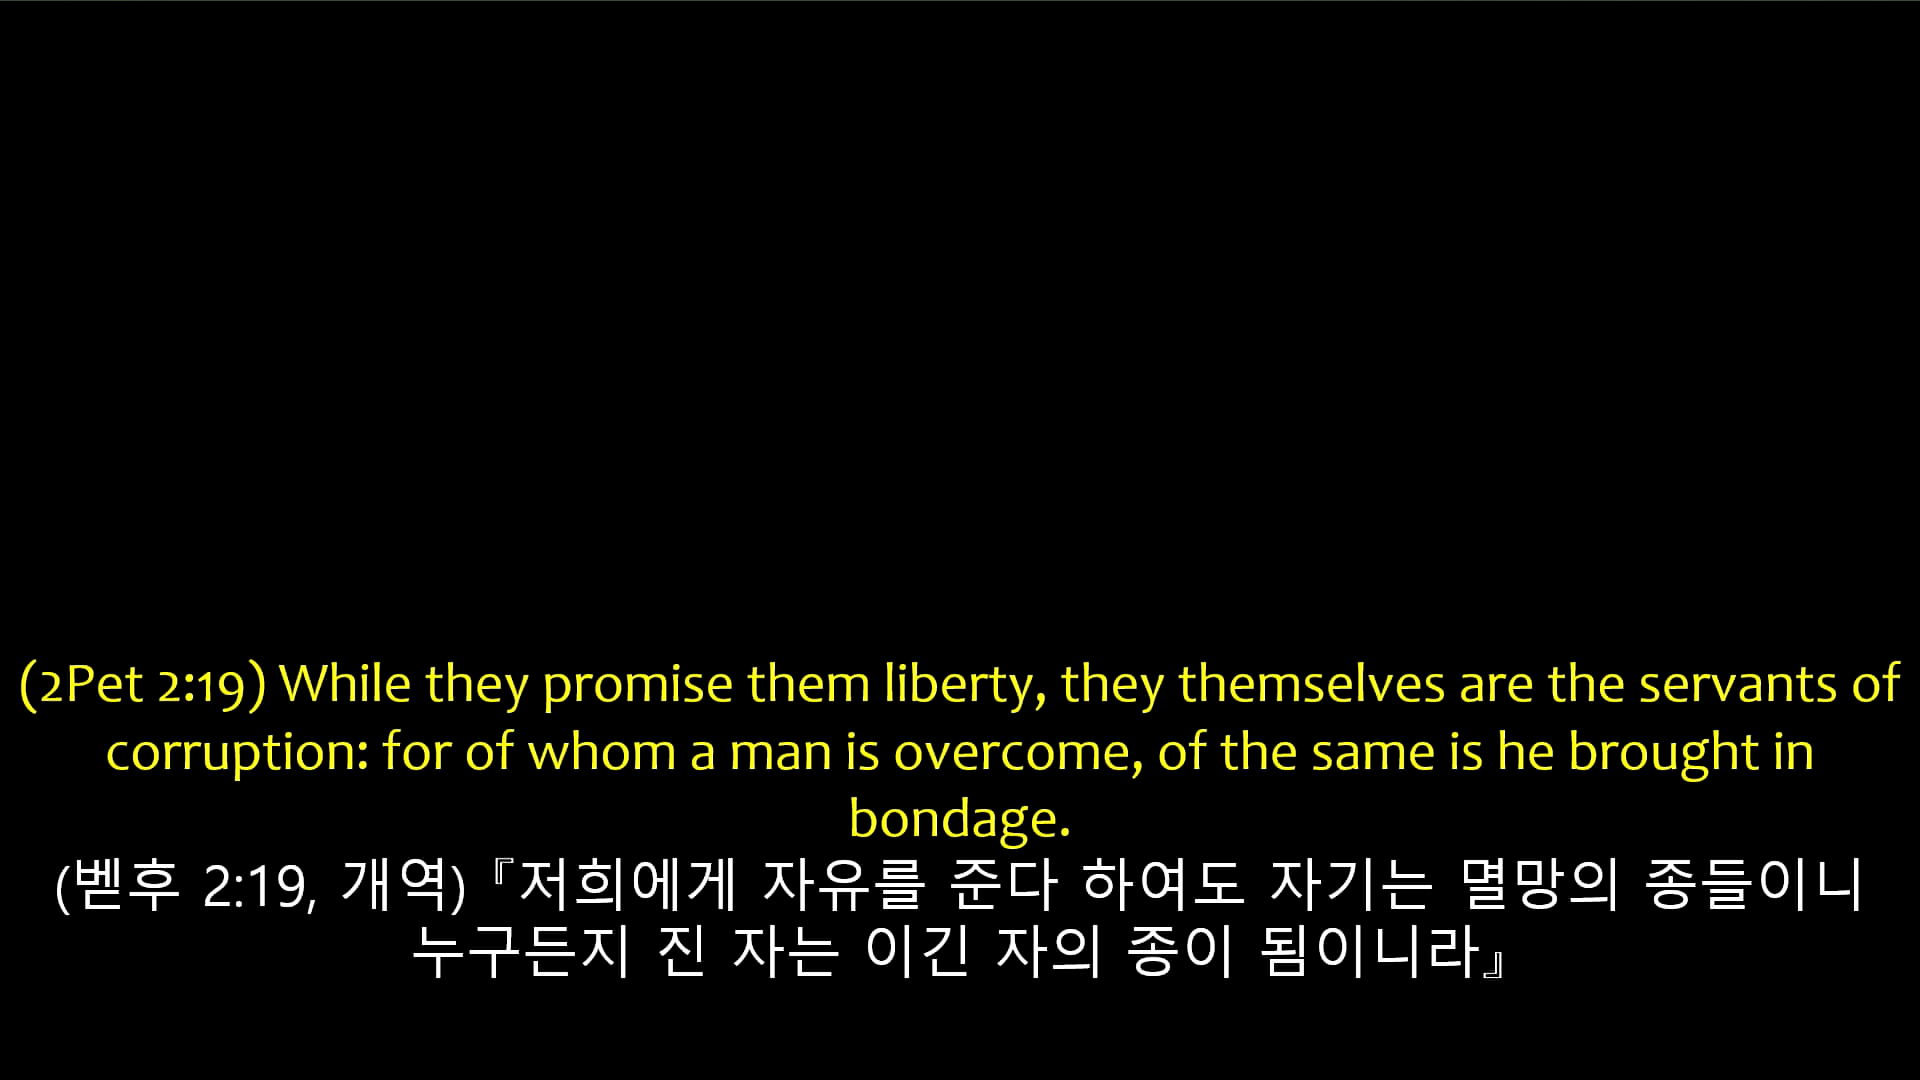 (2Pet 2:19) While they promise them liberty, they themselves are the servants of
corruption: for of whom a man is overcome, of the same is he brought in
bondage.
(벧후 2:19, 개역)『저희에게 자유를 준다 하여도 자기는 멸망의 종들이니
누구든지 진 자는 이긴 자의 종이 됨이니라』